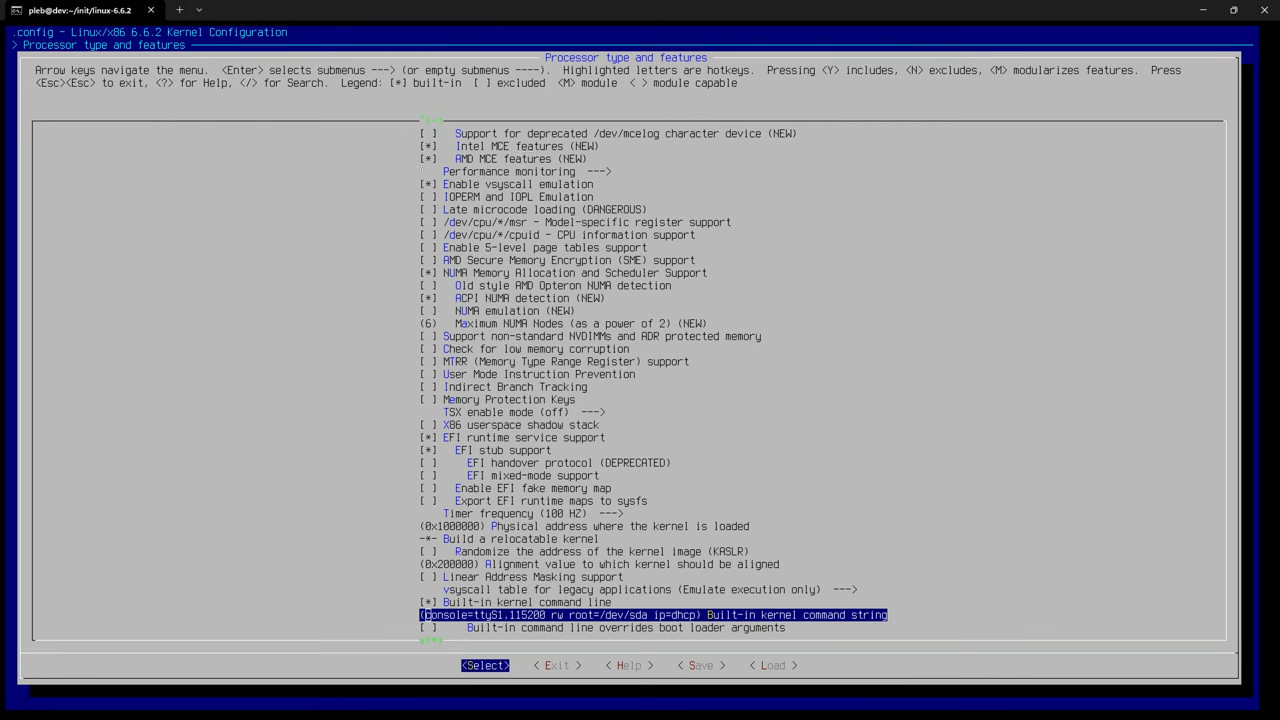 pleb@dev:~/init/linux-6.6.2
.config - Linux/x86 6.6.2 Kernel Configuration
> Processor type and features
Processor type and features
Arrow keys navigate the menu. <Enter> selects submenus ---> (or empty submenus ----). Highlighted letters are hotkeys. Pressing <Y> includes, <N> excludes, <M> modularizes features. Press
<Esc><Esc> to exit, <?> for Help, </> for Search. Legend: [*] built-in [ ] excluded <M> module < > module capable
^(-)
[ ] Support for deprecated /dev/mcelog character device (NEW)
[*] Intel MCE features (NEW)
[*] AMD MCE features (NEW)
Performance monitoring --->
[*] Enable vsyscall emulation
[ ] IOPERM and IOPL Emulation
[ ] Late microcode loading (DANGEROUS)
[ ] /dev/cpu/*/msr - Model-specific register support
[ ] /dev/cpu/*/cpuid - CPU information support
[ ] Enable 5-level page tables support
[ ] AMD Secure Memory Encryption (SME) support
[*] NUMA Memory Allocation and Scheduler Support
[ ] Old style AMD Opteron NUMA detection
[*] ACPI NUMA detection (NEW)
[ ] NUMA emulation (NEW)
(6) Maximum NUMA Nodes (as a power of 2) (NEW)
[ ] Support non-standard NVDIMMs and ADR protected memory
[ ] Check for low memory corruption
[ ] MTRR (Memory Type Range Register) support
[ ] User Mode Instruction Prevention
[ ] Indirect Branch Tracking
[ ] Memory Protection Keys
TSX enable mode (off) --->
[ ] X86 userspace shadow stack
[*] EFI runtime service support
[*] EFI stub support
[ ] EFI handover protocol (DEPRECATED)
[ ] EFI mixed-mode support
[ ] Enable EFI fake memory map
[ ] Export EFI runtime maps to sysfs
Timer frequency (100 HZ) --->
(0x1000000) Physical address where the kernel is loaded
-*- Build a relocatable kernel
[ ] Randomize the address of the kernel image (KASLR)
(0x200000) Alignment value to which kernel should be aligned
[ ] Linear Address Masking support
vsyscall table for legacy applications (Emulate execution only) --->
[*] Built-in kernel command line
(console=ttyS1,115200 rw root=/dev/sda ip=dhcp) Built-in kernel command string
[ ] Built-in command line overrides boot loader arguments
v(+)
<Select> < Exit > < Help > < Save > < Load >